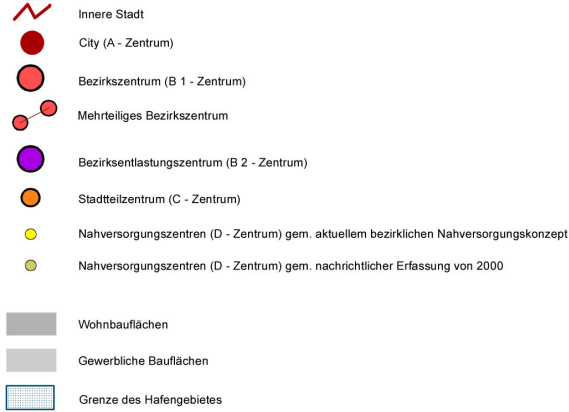 Innere Stadt
City (A - Zentrum)
Bezirkszentrum (B 1 - Zentrum)
Mehrteiliges Bezirkszentrum
Bezirksentlastungszentrum (B 2 - Zentrum)
Stadtteilzentrum (C - Zentrum)
Nahversorgungszentren (D - Zentrum) gem. aktuellem bezirklichen Nahversorgungskonzept
Nahversorgungszentren (D - Zentrum) gem. nachrichtlicher Erfassung von 2000
Wohnbauflächen
Gewerbliche Bauflächen
Grenze des Hafengebietes